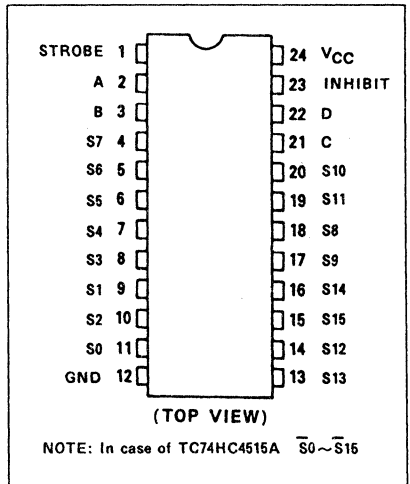 STROBE 1 24 VCC
A 2 23 INHIBIT
B 3 22 D
S7 4 21 C
S6 5 20 S10
S5 6 19 S11
S4 7 18 S8
S3 8 17 S9
S1 9 16 S14
S2 10 15 S15
S0 11 14 S12
GND 12 13 S13
(TOP VIEW)
NOTE: In case of TC74HC4515A S̅0~S̅15